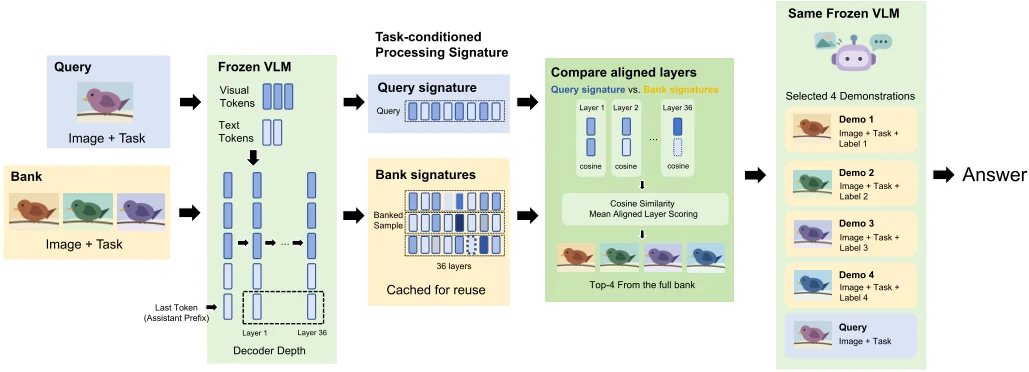 Query
Image + Task
Bank
Image + Task
Frozen VLM
Visual
Tokens
Text
Tokens
...
Last Token
(Assistant Prefix)
Layer 1
Layer 36
Decoder Depth
Task-conditioned
Processing Signature
Query signature
Query
Bank signatures
Banked
Sample
36 layers
Cached for reuse
Compare aligned layers
Query signature vs. Bank signatures
Layer 1
Layer 2
Layer 36
...
cosine
cosine
cosine
Cosine Similarity
Mean Aligned Layer Scoring
Top-4 From the full bank
Same Frozen VLM
Selected 4 Demonstrations
Demo 1
Image + Task +
Label 1
Demo 2
Image + Task +
Label 2
Demo 3
Image + Task +
Label 3
Demo 4
Image + Task +
Label 4
Query
Image + Task
Answer